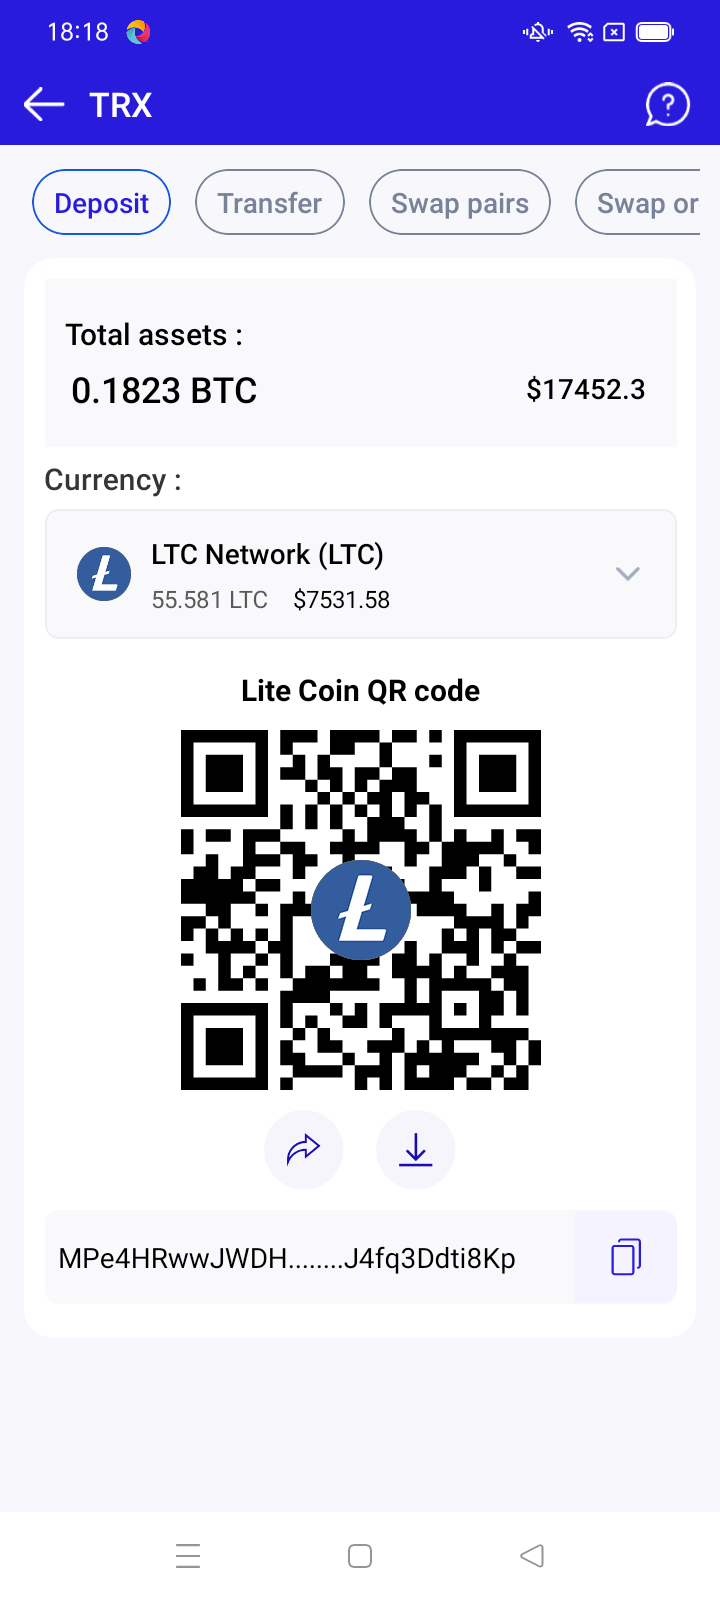 18:18
TRX
Deposit
Transfer
Swap pairs
Swap or
Total assets :
0.1823 BTC
$17452.3
Currency :
LTC Network (LTC)
55.581 LTC $7531.58
Lite Coin QR code
MPe4HRwwJWDH........J4fq3Ddti8Kp